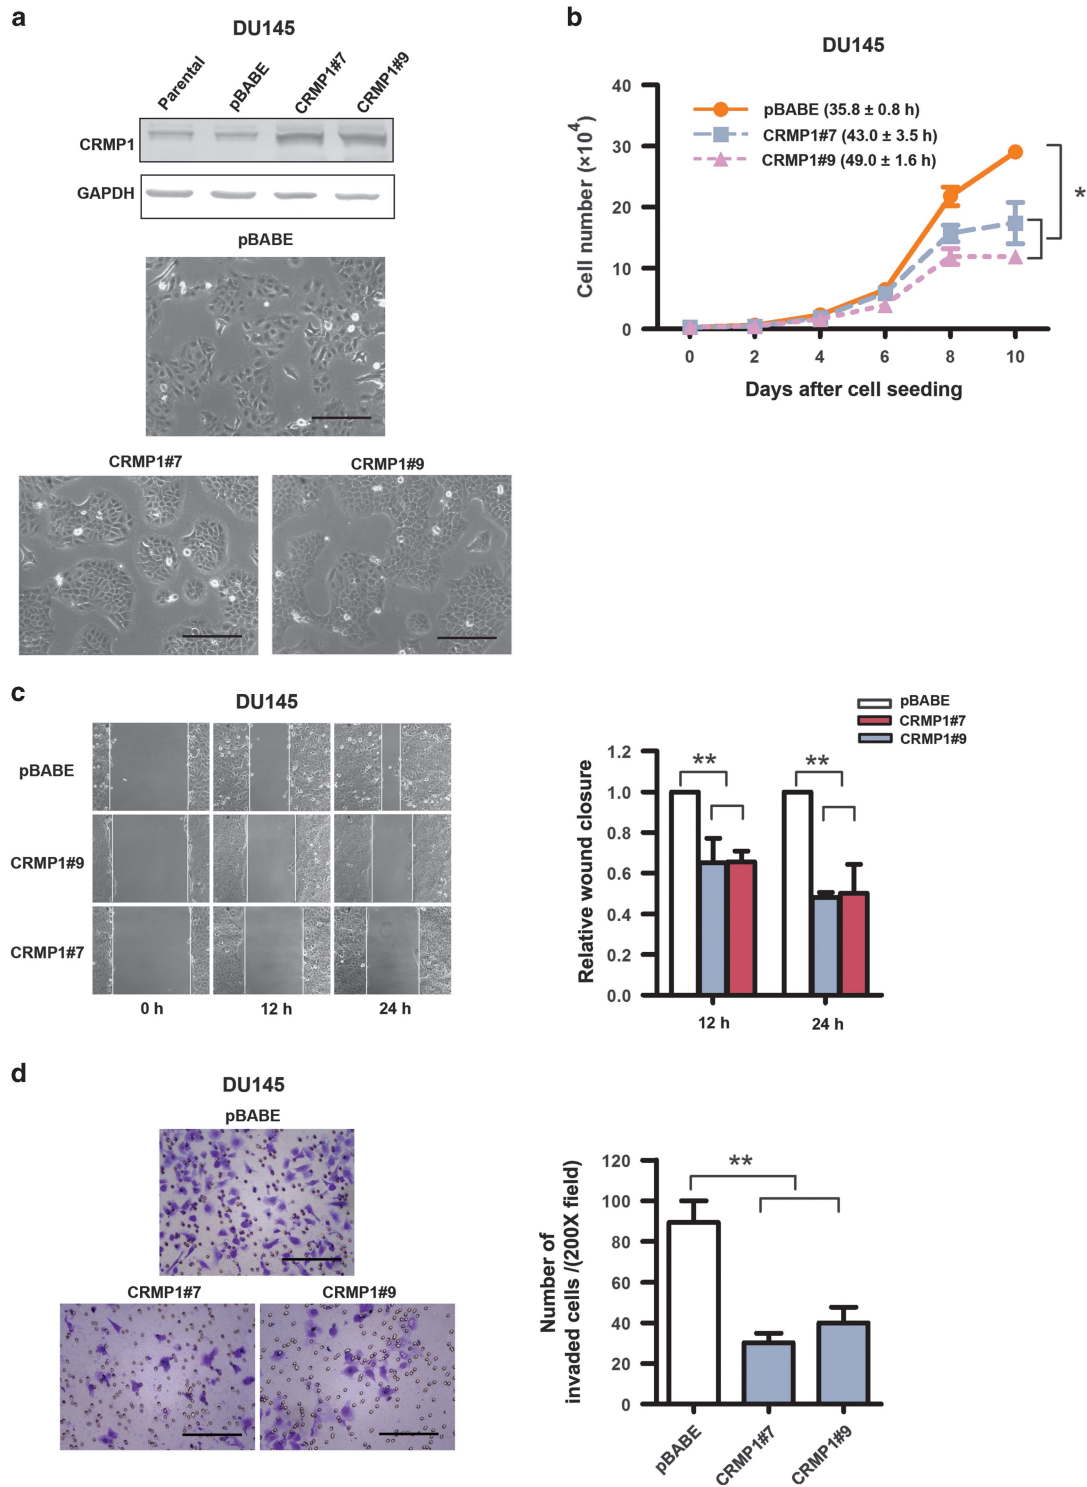 a
DU145
Parental
pBABE
CRMP1#7
CRMP1#9
CRMP1
GAPDH
pBABE
CRMP1#7
CRMP1#9
b
DU145
Cell number (×10⁴)
40
30
20
10
0
pBABE (35.8 ± 0.8 h)
CRMP1#7 (43.0 ± 3.5 h)
CRMP1#9 (49.0 ± 1.6 h)
*
0 2 4 6 8 10
Days after cell seeding
c
DU145
pBABE
CRMP1#9
CRMP1#7
0 h 12 h 24 h
pBABE
CRMP1#7
CRMP1#9
Relative wound closure
1.2
1.0
0.8
0.6
0.4
0.2
0.0
** **
12 h 24 h
d
DU145
pBABE
CRMP1#7
CRMP1#9
Number of
invaded cells /(200X field)
120
100
80
60
40
20
0
**
pBABE
CRMP1#7
CRMP1#9